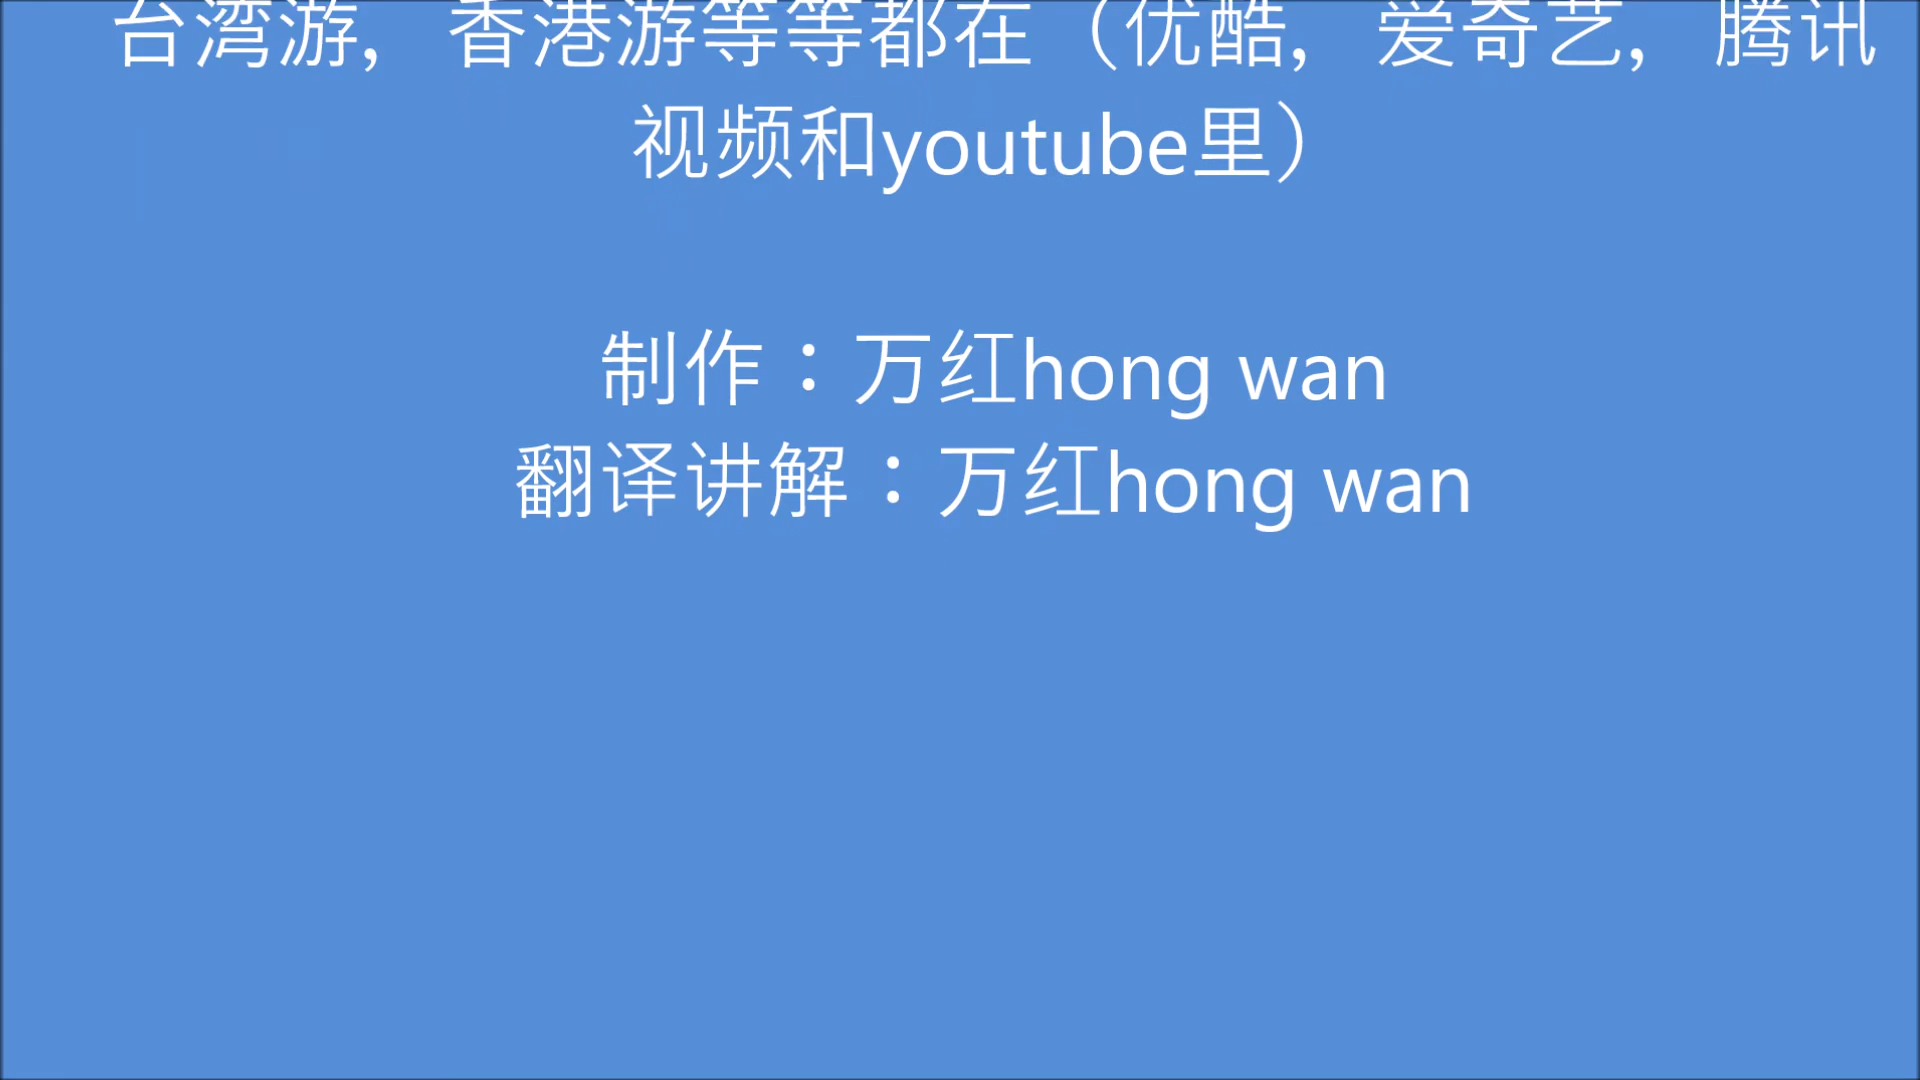 台湾游，香港游等等都在（优酷，爱奇艺，腾讯
视频和youtube里）
制作：万红hong wan
翻译讲解：万红hong wan